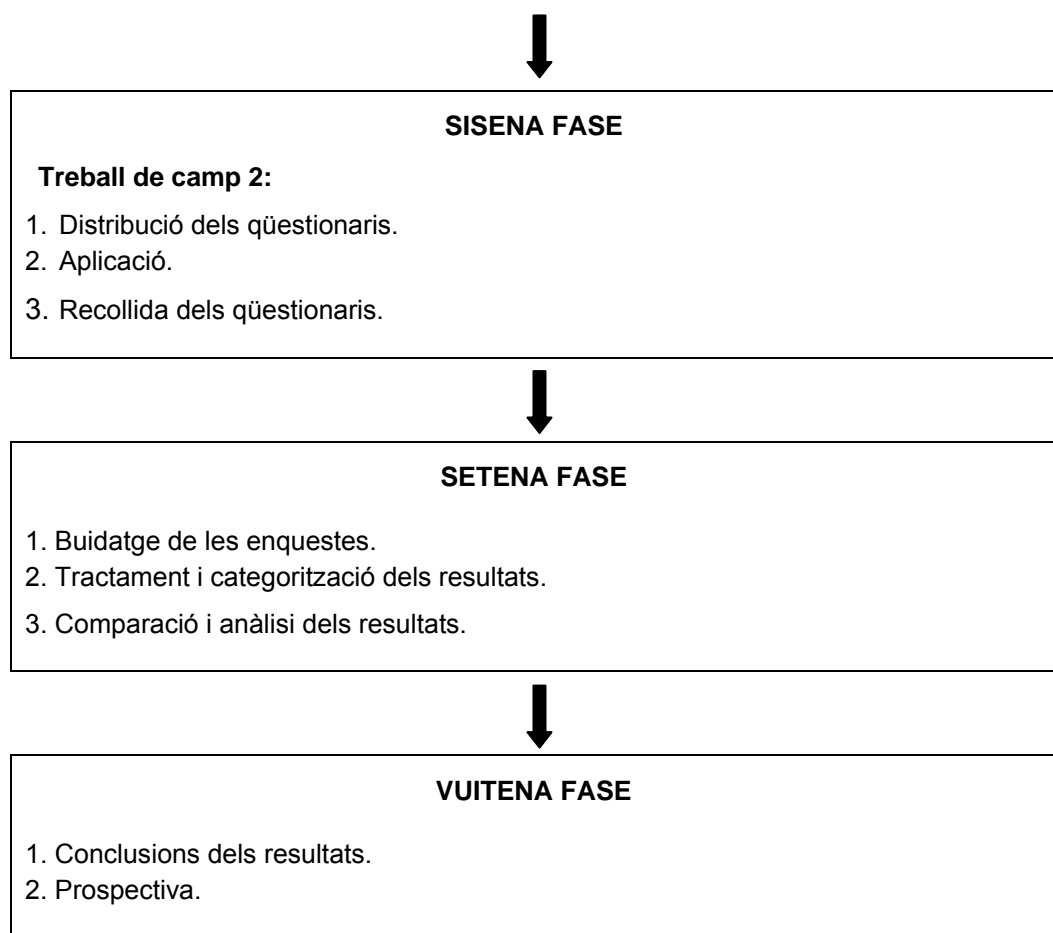 SISENA FASE
Treball de camp 2:
1. Distribució dels qüestionaris.
2. Aplicació.
3. Recollida dels qüestionaris.
SETENA FASE
1. Buidatge de les enquestes.
2. Tractament i categorització dels resultats.
3. Comparació i anàlisi dels resultats.
VUITENA FASE
1. Conclusions dels resultats.
2. Prospectiva.